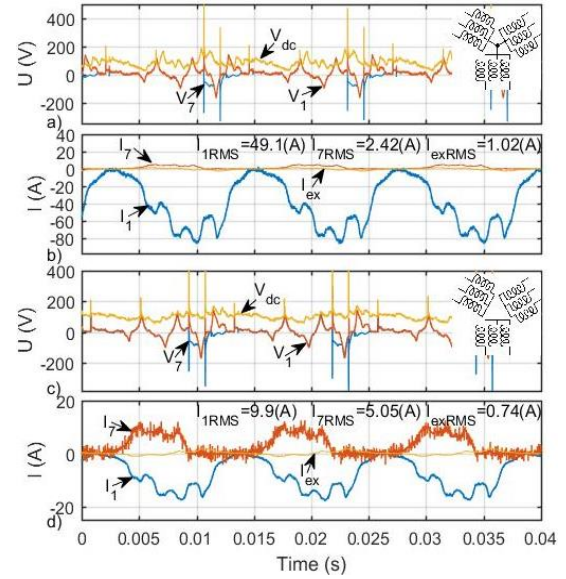 400
200
0
-200
U (V)
V_dc
V_7
V_1
a)
40
20
0
-20
-40
-60
-80
I (A)
I_7
I_1RMS=49.1(A) I_7RMS=2.42(A) I_exRMS=1.02(A)
I_ex
I_1
b)
400
200
0
-200
U (V)
V_dc
V_7
V_1
c)
20
0
-20
I (A)
I_7
I_1RMS=9.9(A) I_7RMS=5.05(A) I_exRMS=0.74(A)
I_ex
I_1
d)
0 0.005 0.01 0.015 0.02 0.025 0.03 0.035 0.04
Time (s)